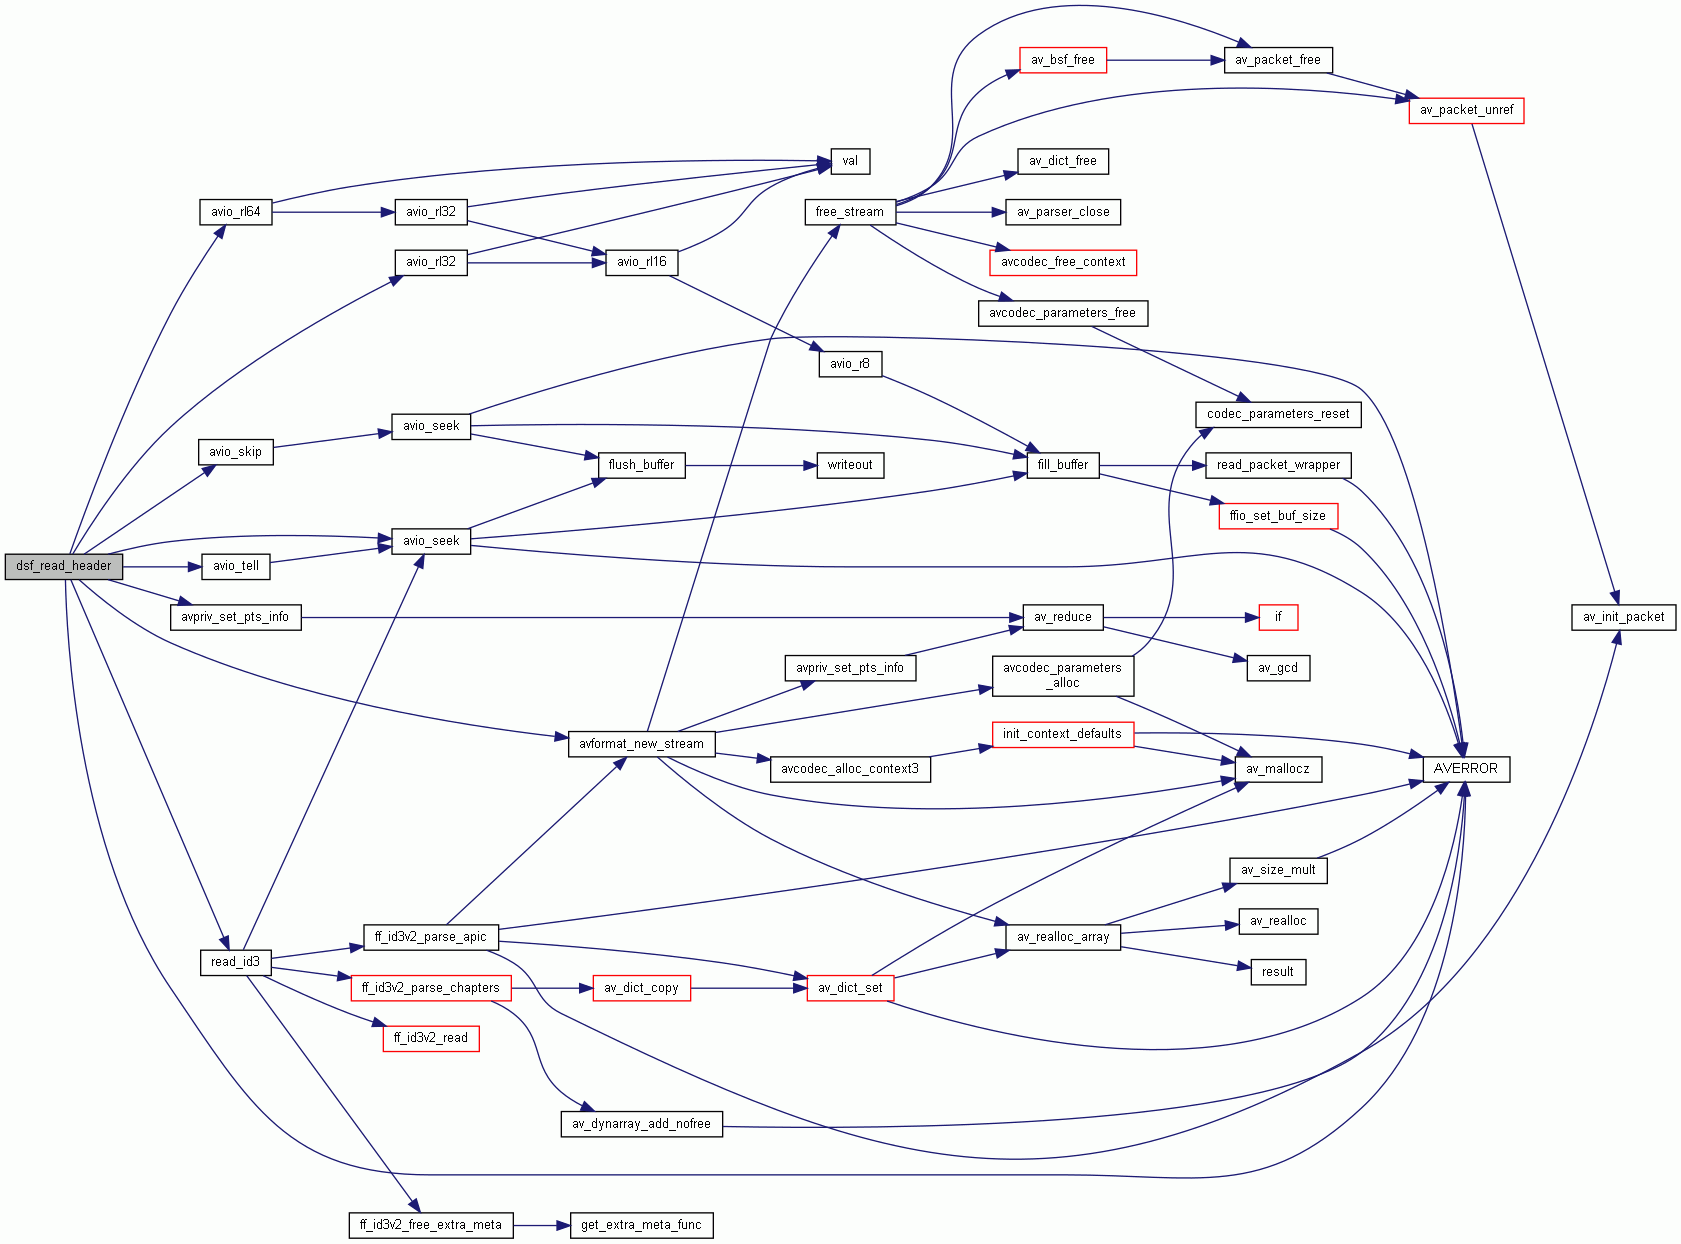 av_bsf_free
av_packet_free
av_packet_unref
val
av_dict_free
avio_rl64
avio_rl32
free_stream
av_parser_close
avio_rl32
avio_rl16
avcodec_free_context
avcodec_parameters_free
avio_r8
codec_parameters_reset
avio_seek
avio_skip
flush_buffer
writeout
fill_buffer
read_packet_wrapper
ffio_set_buf_size
avio_seek
dsf_read_header
avio_tell
avpriv_set_pts_info
av_reduce
if
av_init_packet
avpriv_set_pts_info
avcodec_parameters
_alloc
av_gcd
init_context_defaults
avformat_new_stream
avcodec_alloc_context3
av_mallocz
AVERROR
av_size_mult
av_realloc
ff_id3v2_parse_apic
av_realloc_array
read_id3
result
ff_id3v2_parse_chapters
av_dict_copy
av_dict_set
ff_id3v2_read
av_dynarray_add_nofree
ff_id3v2_free_extra_meta
get_extra_meta_func